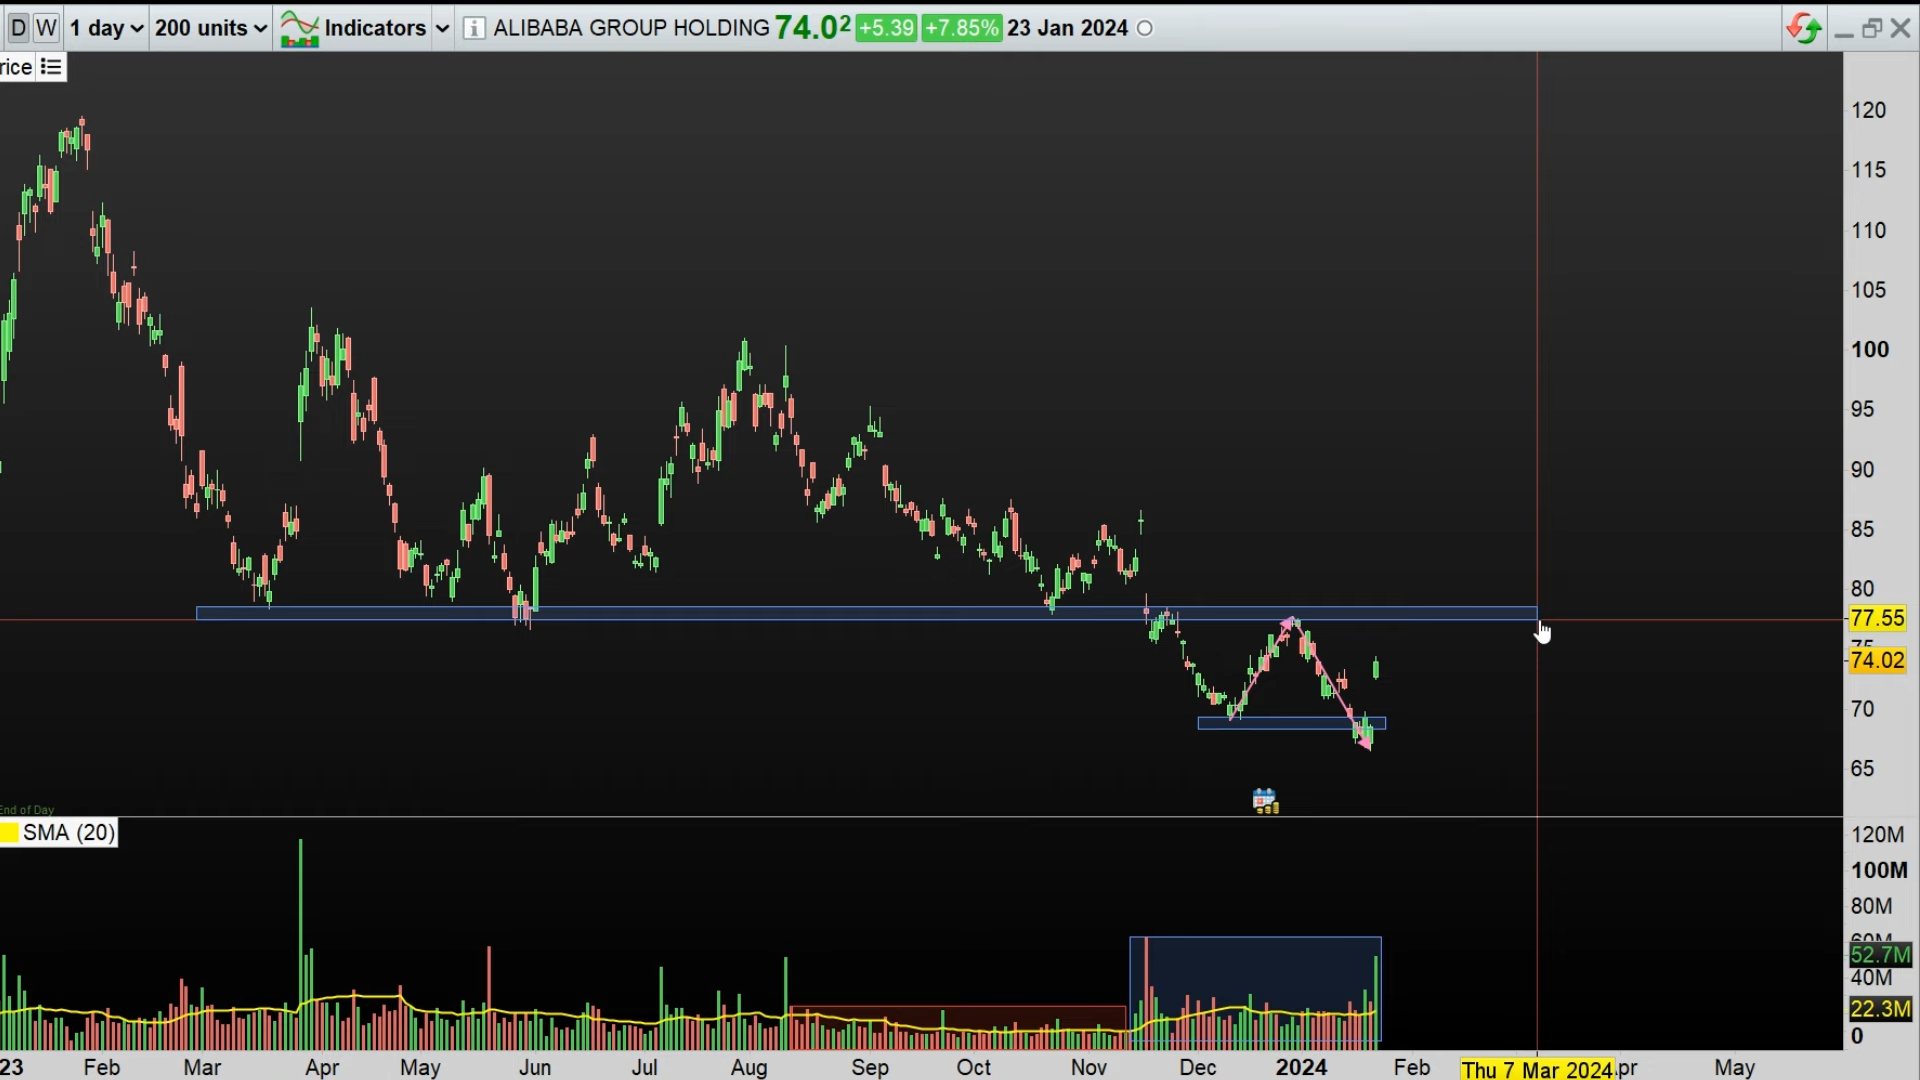 D W 1 day 200 units Indicators i ALIBABA GROUP HOLDING 74.02 +5.39 +7.85% 23 Jan 2024
rice
120
115
110
105
100
95
90
85
80
77.55
75
74.02
70
65
End of Day
SMA (20)
120M
100M
80M
60M
52.7M
40M
22.3M
0
23 Feb Mar Apr May Jun Jul Aug Sep Oct Nov Dec 2024 Feb Thu 7 Mar 2024 pr May